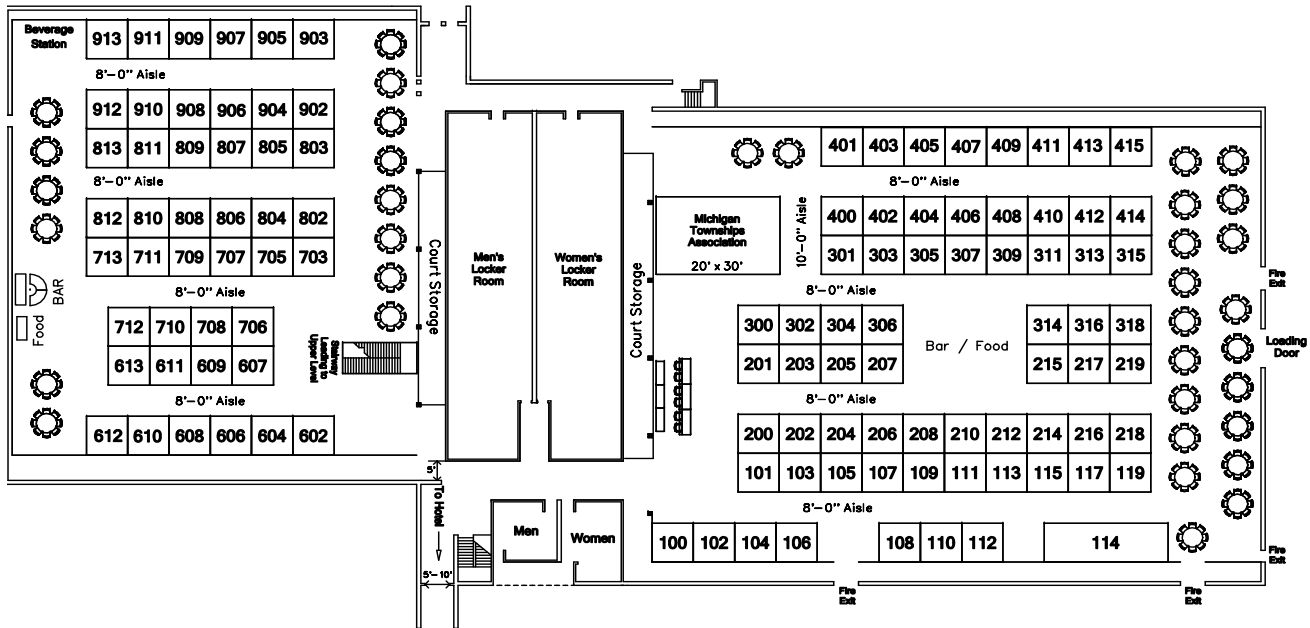 Beverage
Station
913 911 909 907 905 903
8'-0" Aisle
912 910 908 906 904 902
813 811 809 807 805 803
8'-0" Aisle
812 810 808 806 804 802
713 711 709 707 705 703
8'-0" Aisle
BAR
Food
712 710 708 706
613 611 609 607
8'-0" Aisle
612 610 608 606 604 602
Stairway
Leading to
Upper Level
Court Storage
Men's
Locker
Room
Women's
Locker
Room
Court Storage
5'
To Hotel
5'-10"
Men
Women
401 403 405 407 409 411 413 415
8'-0" Aisle
Michigan
Townships
Association
20' x 30'
10'-0" Aisle
400 402 404 406 408 410 412 414
301 303 305 307 309 311 313 315
8'-0" Aisle
Fire
Exit
300 302 304 306
201 203 205 207
Bar / Food
314 316 318
215 217 219
Loading
Door
8'-0" Aisle
200 202 204 206 208 210 212 214 216 218
101 103 105 107 109 111 113 115 117 119
8'-0" Aisle
100 102 104 106
108 110 112
114
Fire
Exit
Fire
Exit
Fire
Exit